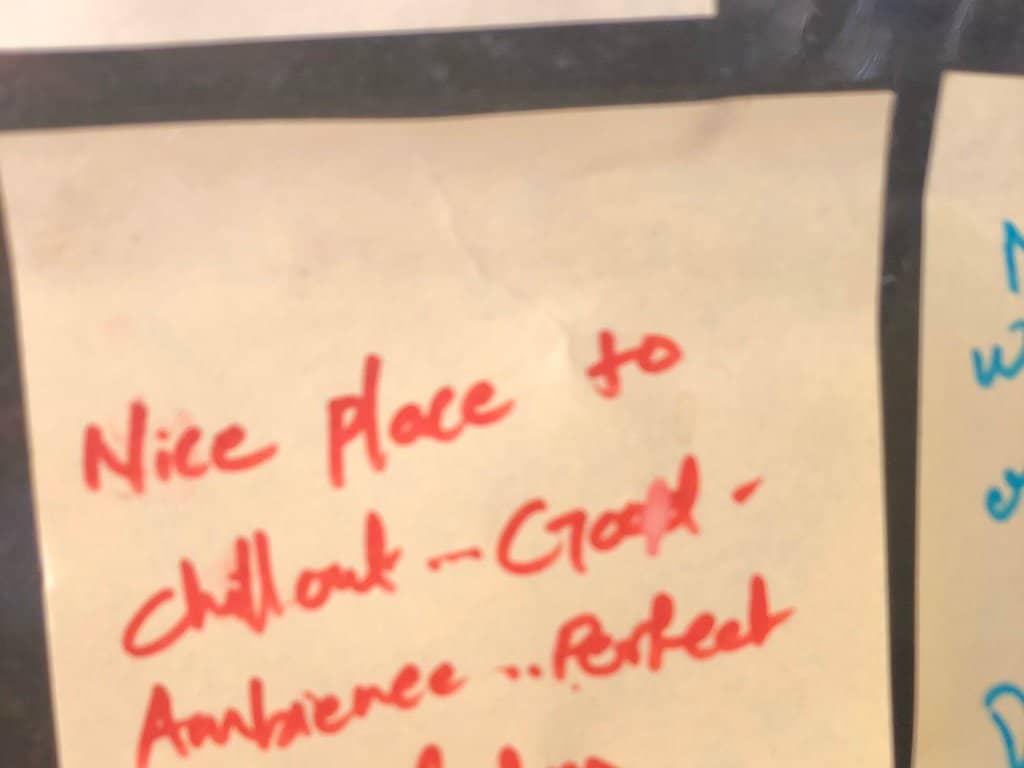 Nice place to
chillout -- Good -
Ambience .. Perfect